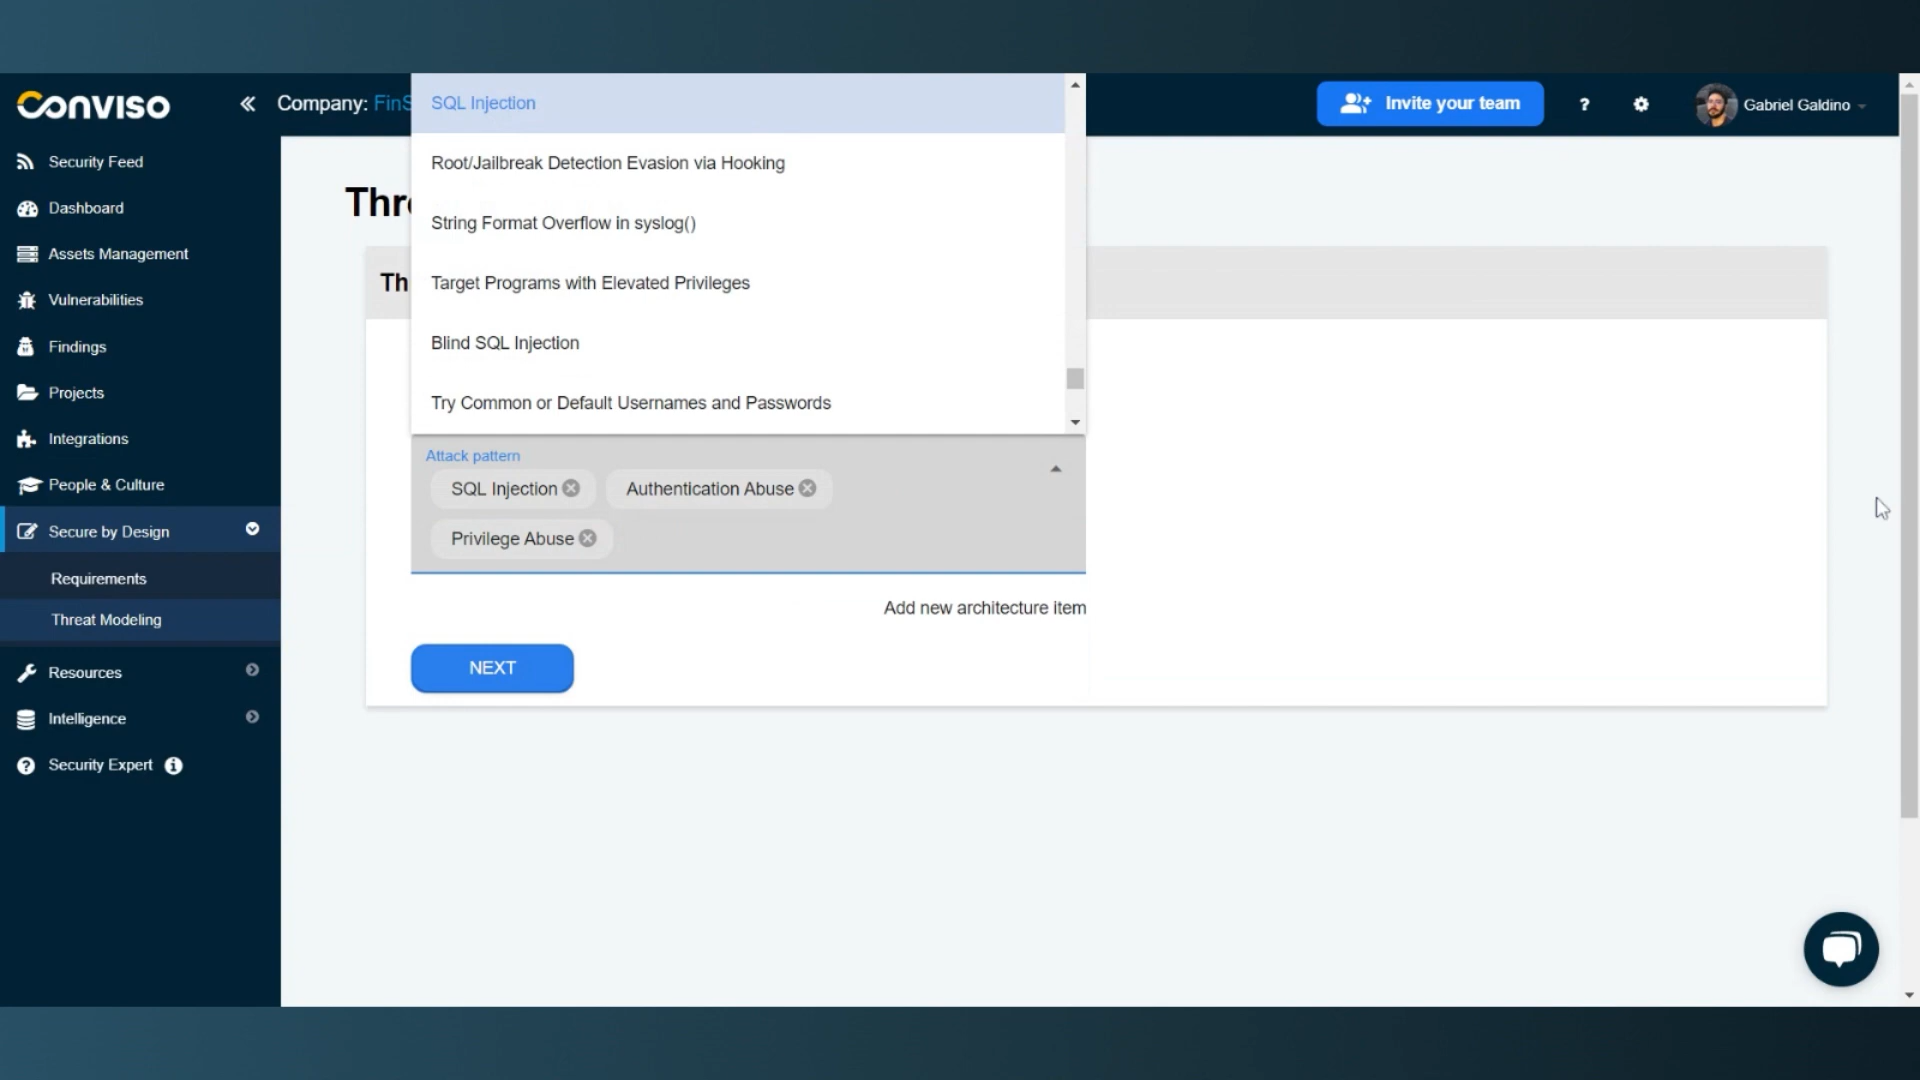 Conviso
Company: FinS
Invite your team
?
Gabriel Galdino
Security Feed
Dashboard
Assets Management
Vulnerabilities
Findings
Projects
Integrations
People & Culture
Secure by Design
Requirements
Threat Modeling
Resources
Intelligence
Security Expert
Thr
Th
SQL Injection
Root/Jailbreak Detection Evasion via Hooking
String Format Overflow in syslog()
Target Programs with Elevated Privileges
Blind SQL Injection
Try Common or Default Usernames and Passwords
Attack pattern
SQL Injection
Authentication Abuse
Privilege Abuse
Add new architecture item
NEXT